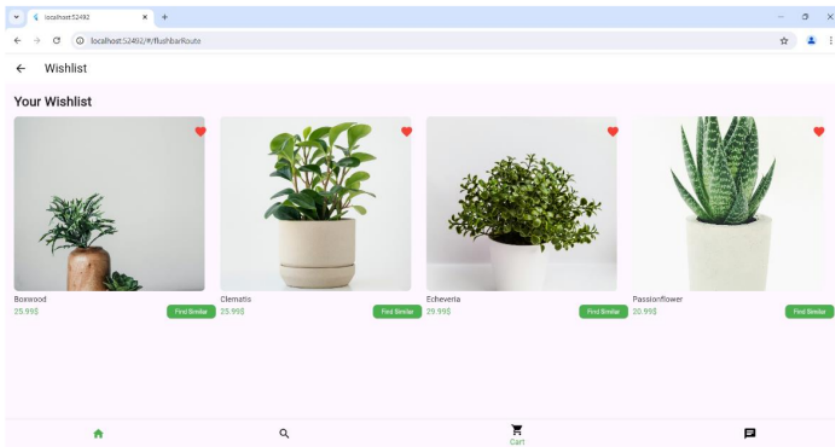 localhost:52492
localhost:52492/#/flushbarRoute
Wishlist
Your Wishlist
Boxwood
25.99$
Find Similar
Clematis
25.99$
Find Similar
Echeveria
29.99$
Find Similar
Passionflower
20.99$
Find Similar
Cart